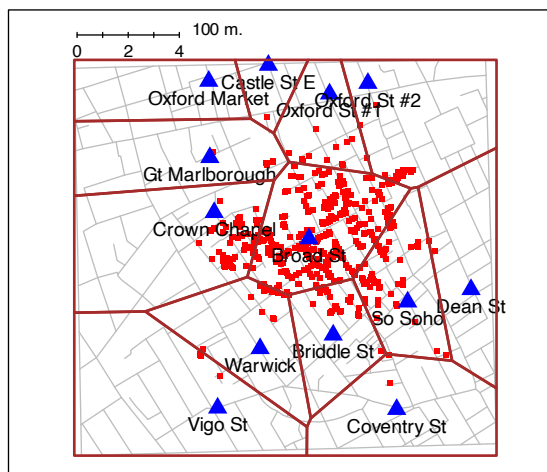 100 m.
0 2 4
Castle St E
Oxford Market
Oxford St #2
Oxford St #1
Gt Marlborough
Crown Chapel
Broad St
Dean St
So Soho
Briddle St
Warwick
Vigo St
Coventry St